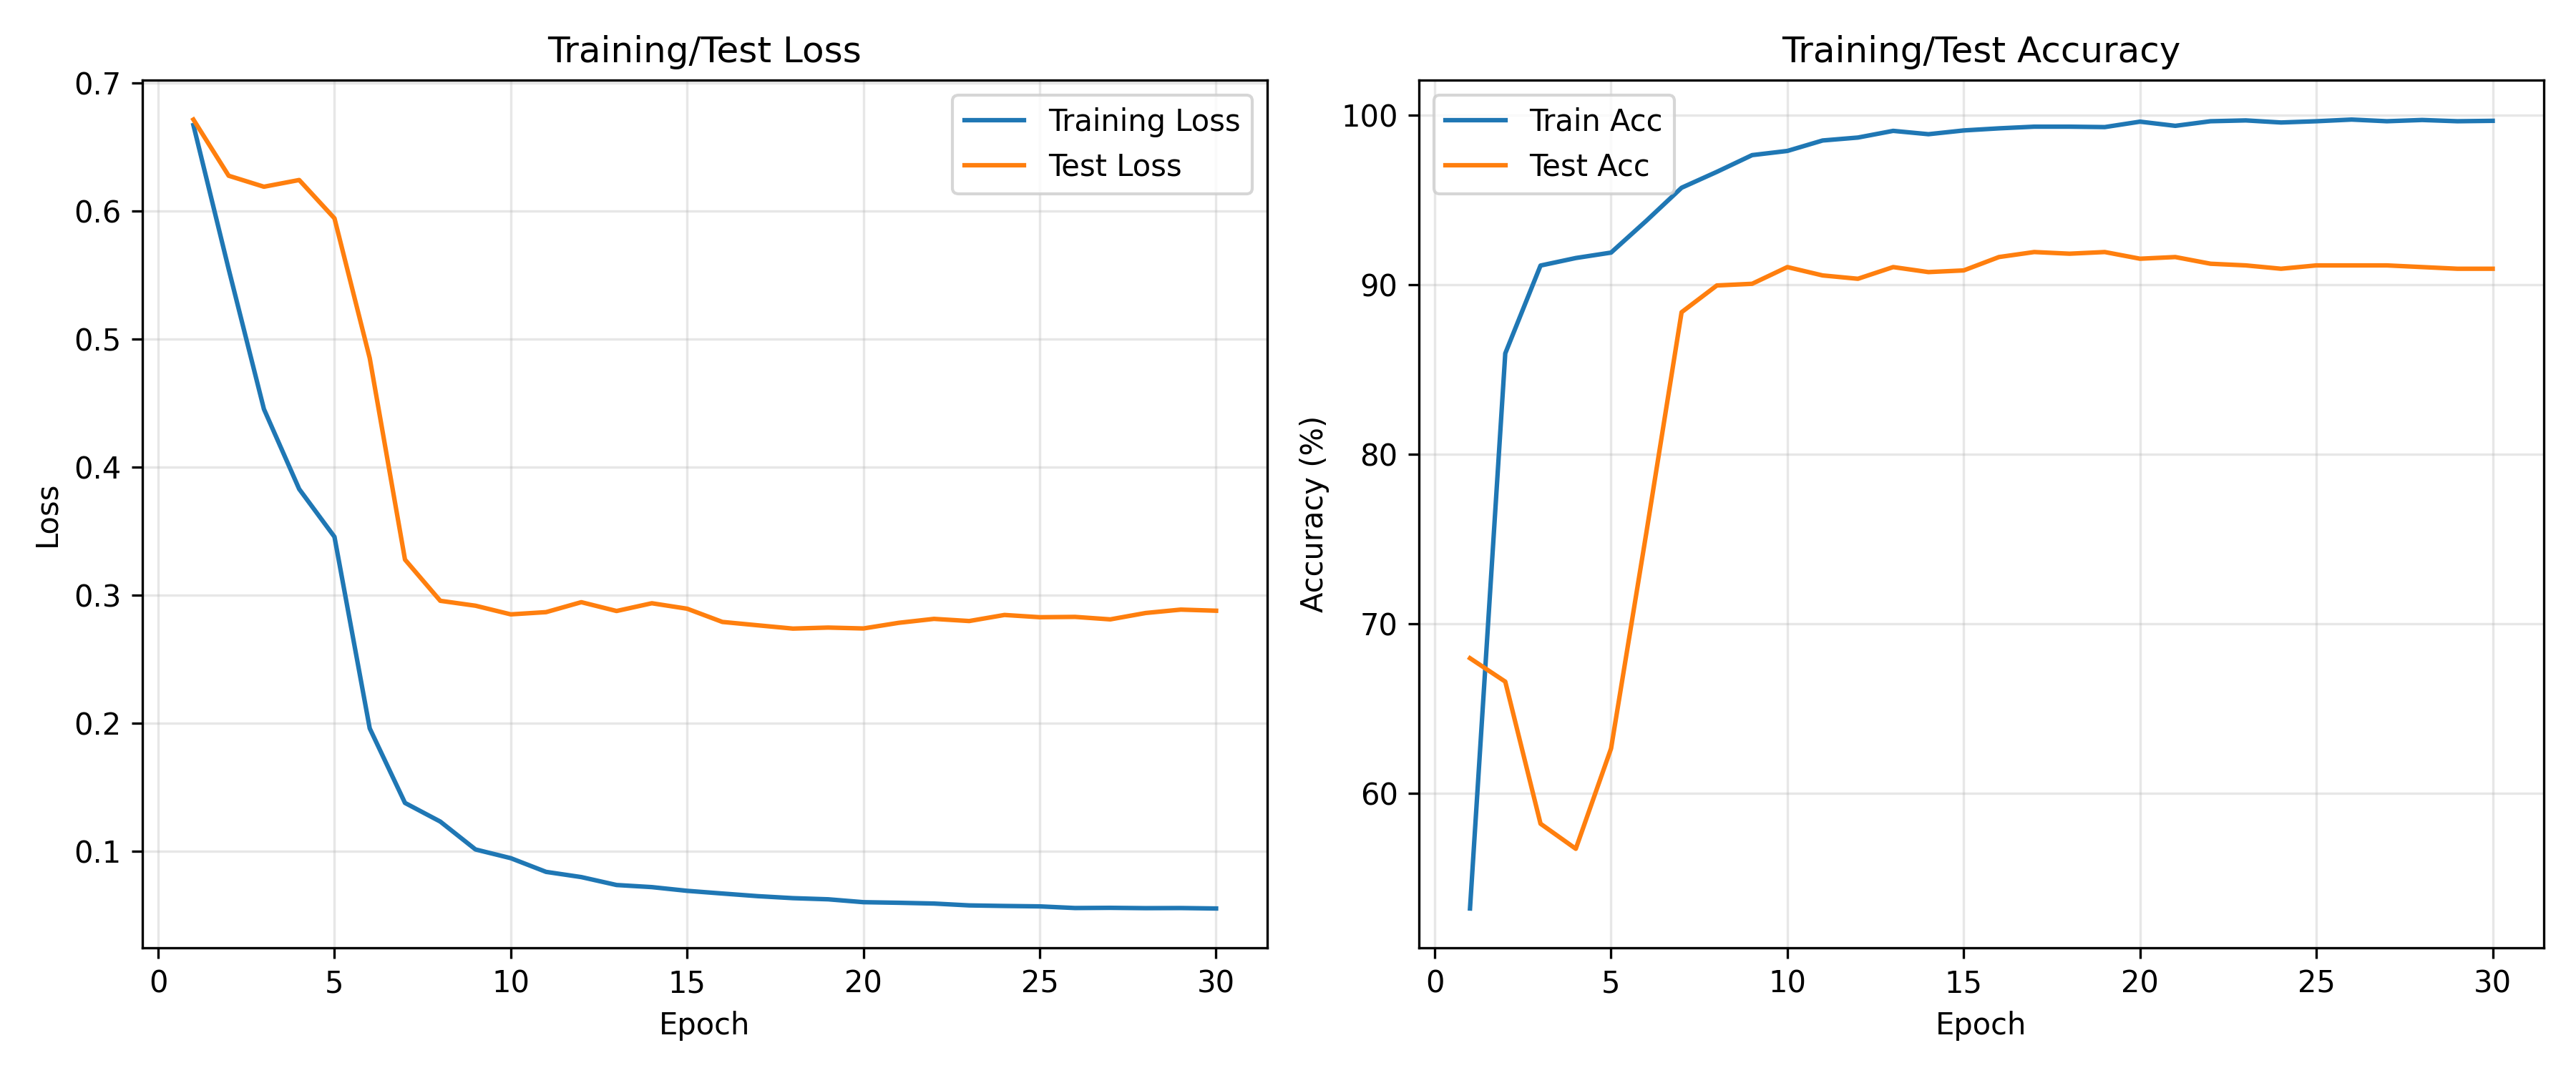 Training/Test Loss
0.7
0.6
0.5
0.4
0.3
0.2
0.1
Loss
Training Loss
Test Loss
0 5 10 15 20 25 30
Epoch
Training/Test Accuracy
100
90
80
70
60
Accuracy (%)
Train Acc
Test Acc
0 5 10 15 20 25 30
Epoch